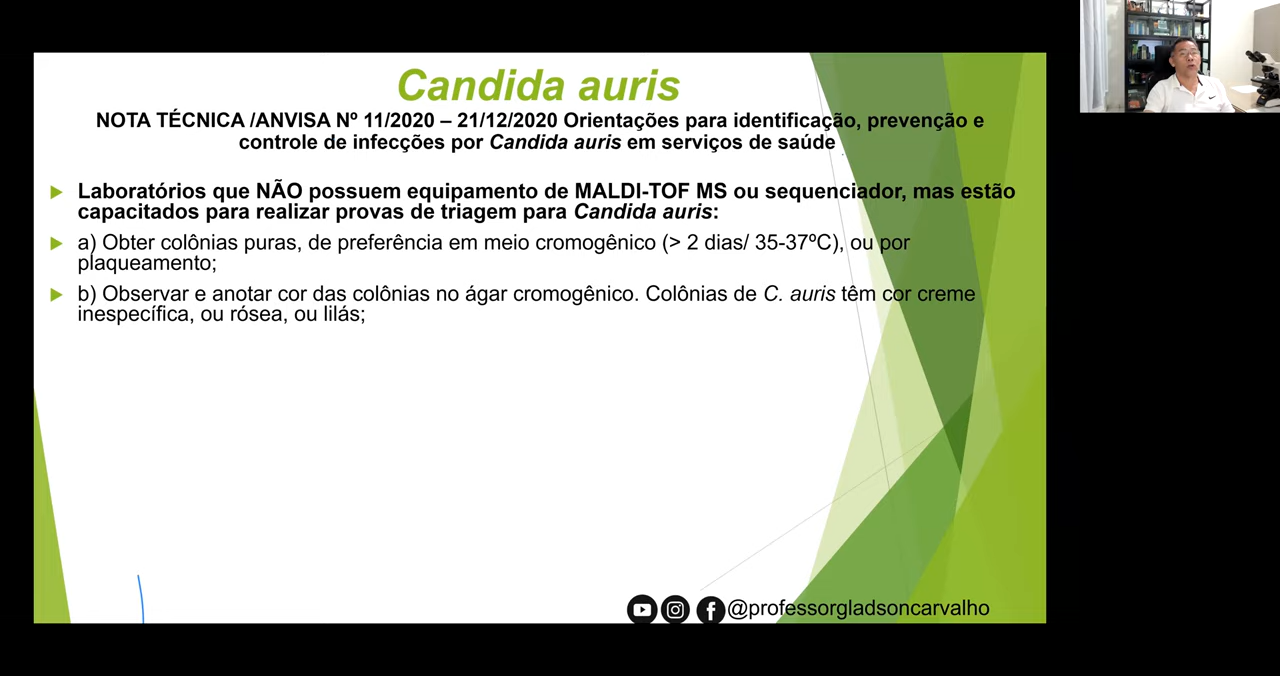 Candida auris
NOTA TÉCNICA /ANVISA Nº 11/2020 – 21/12/2020 Orientações para identificação, prevenção e
controle de infecções por Candida auris em serviços de saúde
Laboratórios que NÃO possuem equipamento de MALDI-TOF MS ou sequenciador, mas estão
capacitados para realizar provas de triagem para Candida auris:
a) Obter colônias puras, de preferência em meio cromogênico (> 2 dias/ 35-37ºC), ou por
plaqueamento;
b) Observar e anotar cor das colônias no ágar cromogênico. Colônias de C. auris têm cor creme
inespecífica, ou rósea, ou lilás;
@professorgladsoncarvalho